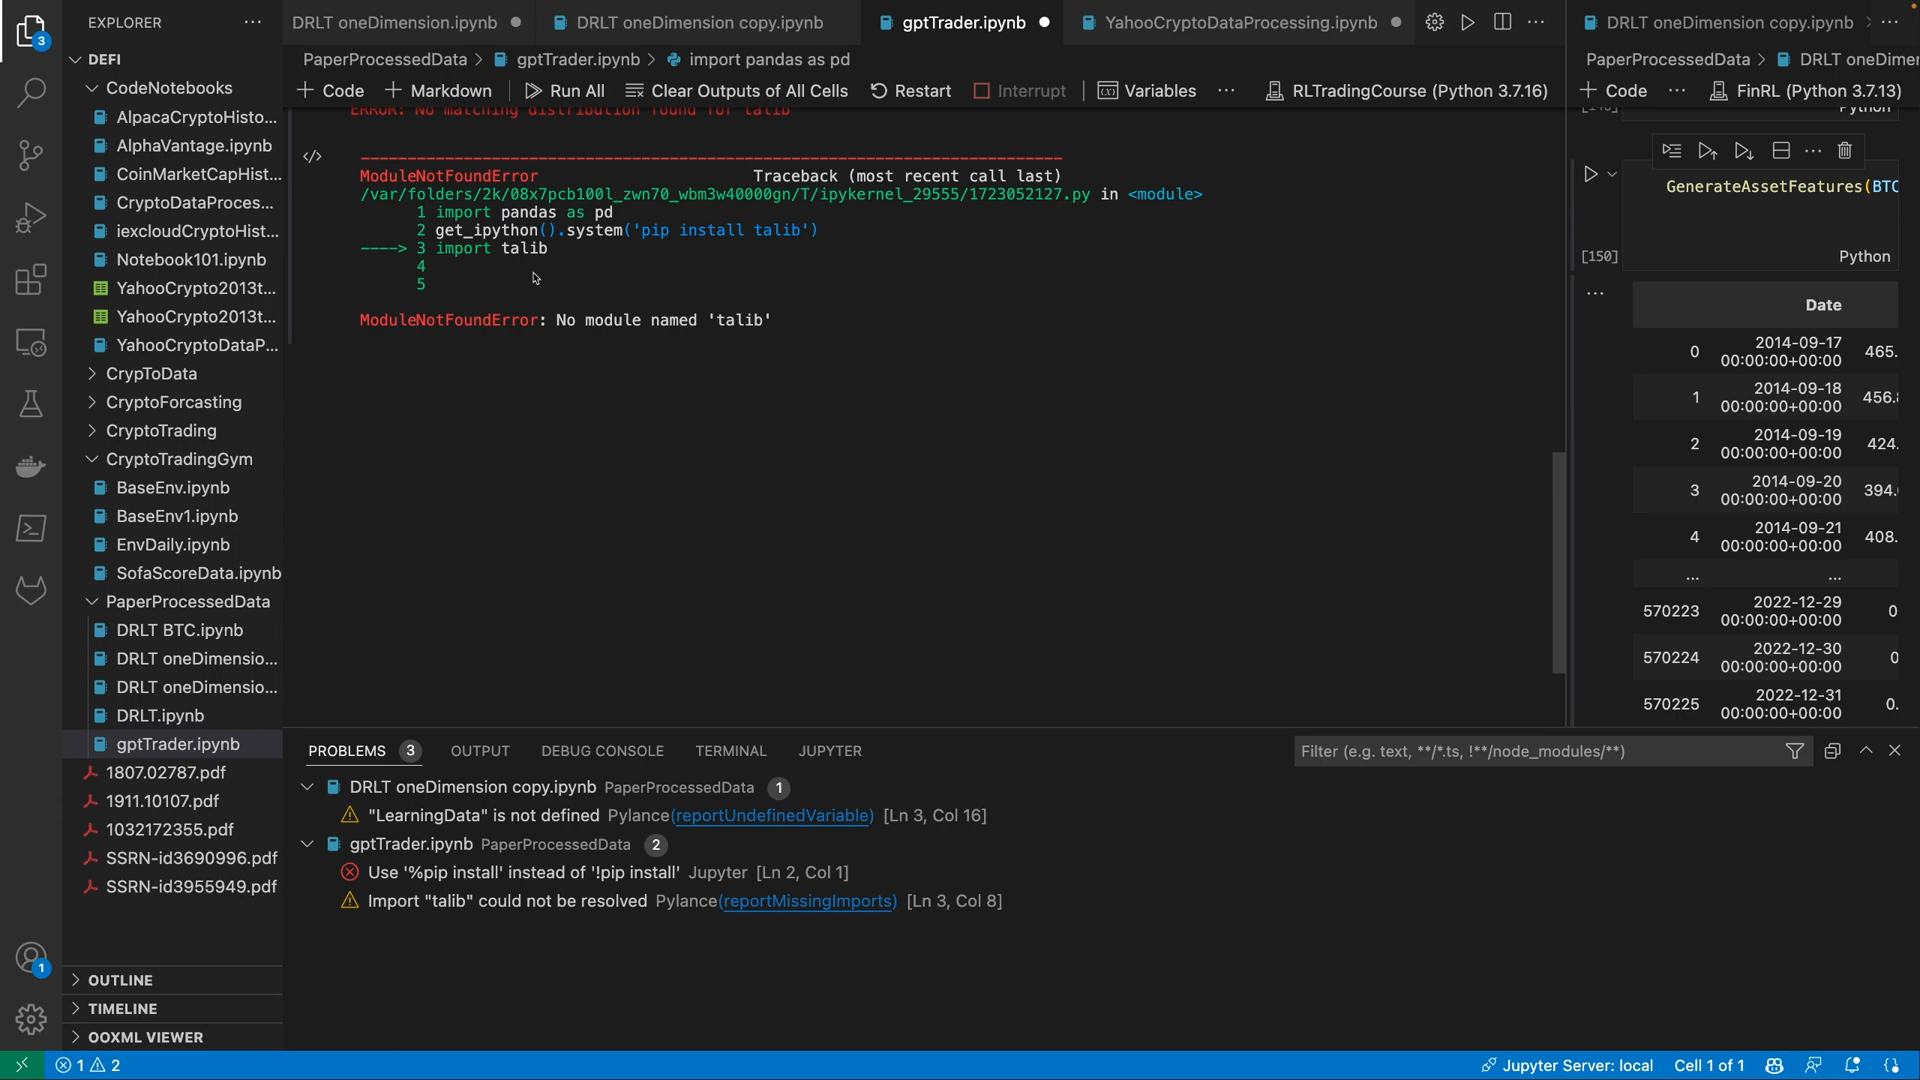 EXPLORER
DEFI
CodeNotebooks
AlpacaCryptoHisto...
AlphaVantage.ipynb
CoinMarketCapHist...
CryptoDataProces...
iexcloudCryptoHist...
Notebook101.ipynb
YahooCrypto2013t...
YahooCrypto2013t...
YahooCryptoDataP...
CrypToData
CryptoForcasting
CryptoTrading
CryptoTradingGym
BaseEnv.ipynb
BaseEnv1.ipynb
EnvDaily.ipynb
SofaScoreData.ipynb
PaperProcessedData
DRLT BTC.ipynb
DRLT oneDimensio...
DRLT oneDimensio...
DRLT.ipynb
gptTrader.ipynb
1807.02787.pdf
1911.10107.pdf
1032172355.pdf
SSRN-id3690996.pdf
SSRN-id3955949.pdf
OUTLINE
TIMELINE
OOXML VIEWER
3
1
DRLT oneDimension.ipynb DRLT oneDimension copy.ipynb gptTrader.ipynb YahooCryptoDataProcessing.ipynb
PaperProcessedData > gptTrader.ipynb > import pandas as pd
+ Code + Markdown Run All Clear Outputs of All Cells Restart Interrupt Variables ... RLTradingCourse (Python 3.7.16)
ERROR: No matching distribution found for talib
ModuleNotFoundError Traceback (most recent call last)
/var/folders/2k/08x7pcb100l_zwn70_wbm3w40000gn/T/ipykernel_29555/1723052127.py in <module>
1 import pandas as pd
2 get_ipython().system('pip install talib')
----> 3 import talib
4
5
ModuleNotFoundError: No module named 'talib'
DRLT oneDimension copy.ipynb
PaperProcessedData > DRLT oneDimen
+ Code ... FinRL (Python 3.7.13)
Python
GenerateAssetFeatures(BTC
[150] Python
Date
0 2014-09-17 00:00:00+00:00 465.
1 2014-09-18 00:00:00+00:00 456.
2 2014-09-19 00:00:00+00:00 424.
3 2014-09-20 00:00:00+00:00 394.
4 2014-09-21 00:00:00+00:00 408.
... ...
570223 2022-12-29 00:00:00+00:00 0
570224 2022-12-30 00:00:00+00:00 0
570225 2022-12-31 00:00:00+00:00 0.
PROBLEMS 3 OUTPUT DEBUG CONSOLE TERMINAL JUPYTER Filter (e.g. text, **/*.ts, !**/node_modules/**)
DRLT oneDimension copy.ipynb PaperProcessedData 1
"LearningData" is not defined Pylance(reportUndefinedVariable) [Ln 3, Col 16]
gptTrader.ipynb PaperProcessedData 2
Use '%pip install' instead of '!pip install' Jupyter [Ln 2, Col 1]
Import "talib" could not be resolved Pylance(reportMissingImports) [Ln 3, Col 8]
1 2 Jupyter Server: local Cell 1 of 1